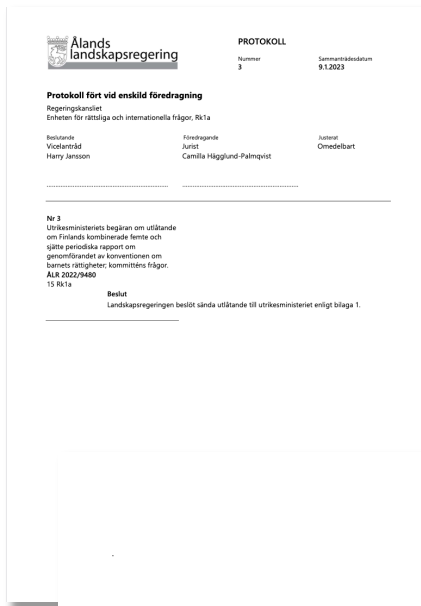 Ålands
landskapsregering
PROTOKOLL
Nummer
3
Sammanträdesdatum
9.1.2023
Protokoll fört vid enskild föredragning
Regeringskansliet
Enheten för rättsliga och internationella frågor, Rk1a
Beslutande
Vicelantråd
Harry Jansson
Föredragande
Jurist
Camilla Hägglund-Palmqvist
Justerat
Omedelbart
Nr 3
Utrikesministeriets begäran om utlåtande
om Finlands kombinerade femte och
sjätte periodiska rapport om
genomförandet av konventionen om
barnets rättigheter; kommitténs frågor.
ÅLR 2022/9480
15 Rk1a
Beslut
Landskapsregeringen beslöt sända utlåtande till utrikesministeriet enligt bilaga 1.